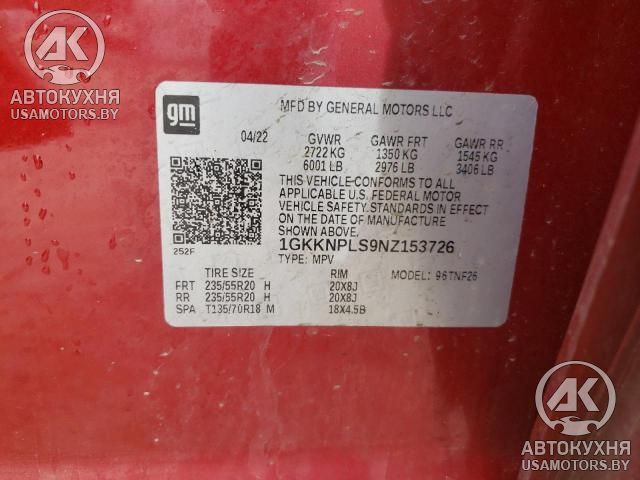 AK
АВТОКУХНЯ
USAMOTORS.BY
gm
MFD BY GENERAL MOTORS LLC
04/22 GVWR GAWR FRT GAWR RR
2722 KG 1350 KG 1545 KG
6001 LB 2976 LB 3406 LB
THIS VEHICLE CONFORMS TO ALL
APPLICABLE U.S. FEDERAL MOTOR
VEHICLE SAFETY. STANDARDS IN EFFECT
ON THE DATE OF MANUFACTURE
SHOWN ABOVE.
252F 1GKKNPLS9NZ153726
TYPE: MPV MODEL: 96TNF26
TIRE SIZE RIM
FRT 235/55R20 H 20X8J
RR 235/55R20 H 20X8J
SPA T135/70R18 M 18X4.5B
AK
АВТОКУХНЯ
USAMOTORS.BY